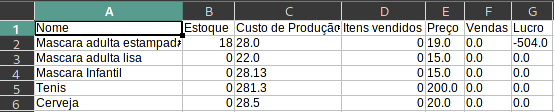 A B C D E F G
1 Nome Estoque Custo de Produção Itens vendidos Preço Vendas Lucro
2 Mascara adulta estampada 18 28.0 0 19.0 0.0 -504.0
3 Mascara adulta lisa 0 22.0 0 15.0 0.0 0.0
4 Mascara Infantil 0 28.13 0 15.0 0.0 0.0
5 Tenis 0 281.3 0 200.0 0.0 0.0
6 Cerveja 0 28.5 0 20.0 0.0 0.0